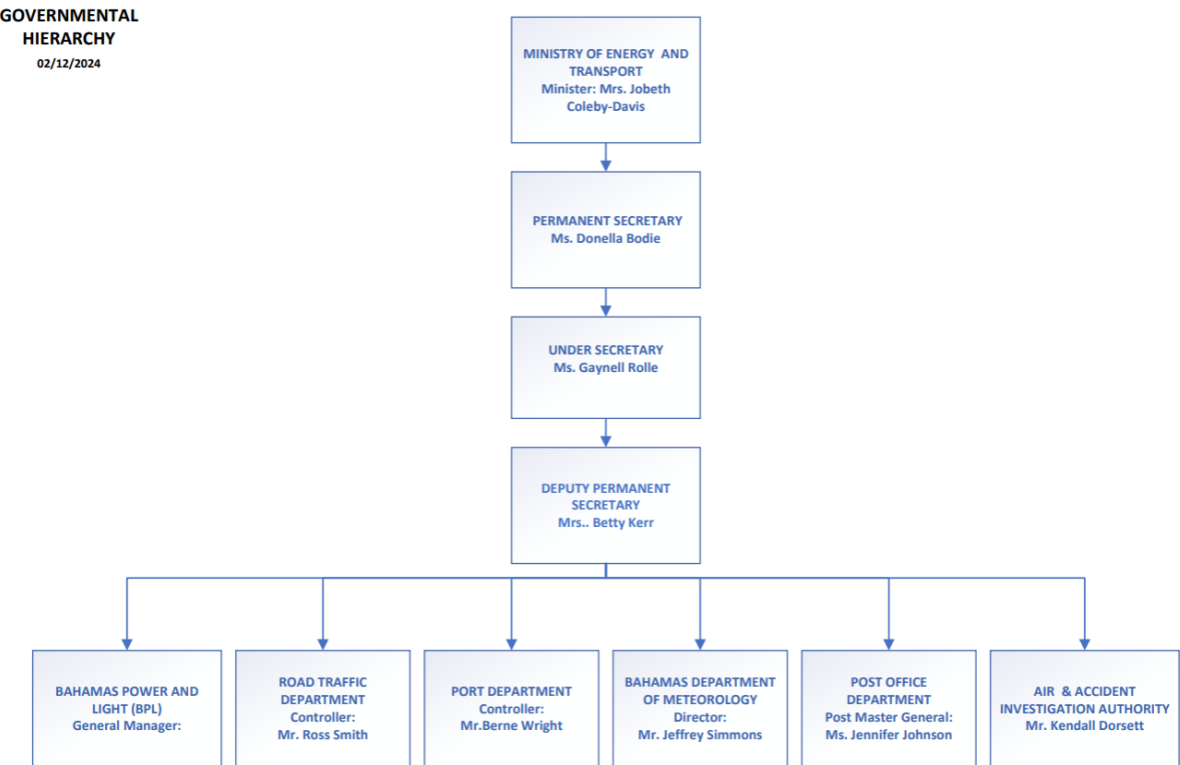 GOVERNMENTAL
HIERARCHY
02/12/2024
MINISTRY OF ENERGY AND
TRANSPORT
Minister: Mrs. Jobeth
Coleby-Davis
PERMANENT SECRETARY
Ms. Donella Bodie
UNDER SECRETARY
Ms. Gaynell Rolle
DEPUTY PERMANENT
SECRETARY
Mrs.. Betty Kerr
BAHAMAS POWER AND
LIGHT (BPL)
General Manager:
ROAD TRAFFIC
DEPARTMENT
Controller:
Mr. Ross Smith
PORT DEPARTMENT
Controller:
Mr.Berne Wright
BAHAMAS DEPARTMENT
OF METEOROLOGY
Director:
Mr. Jeffrey Simmons
POST OFFICE
DEPARTMENT
Post Master General:
Ms. Jennifer Johnson
AIR & ACCIDENT
INVESTIGATION AUTHORITY
Mr. Kendall Dorsett